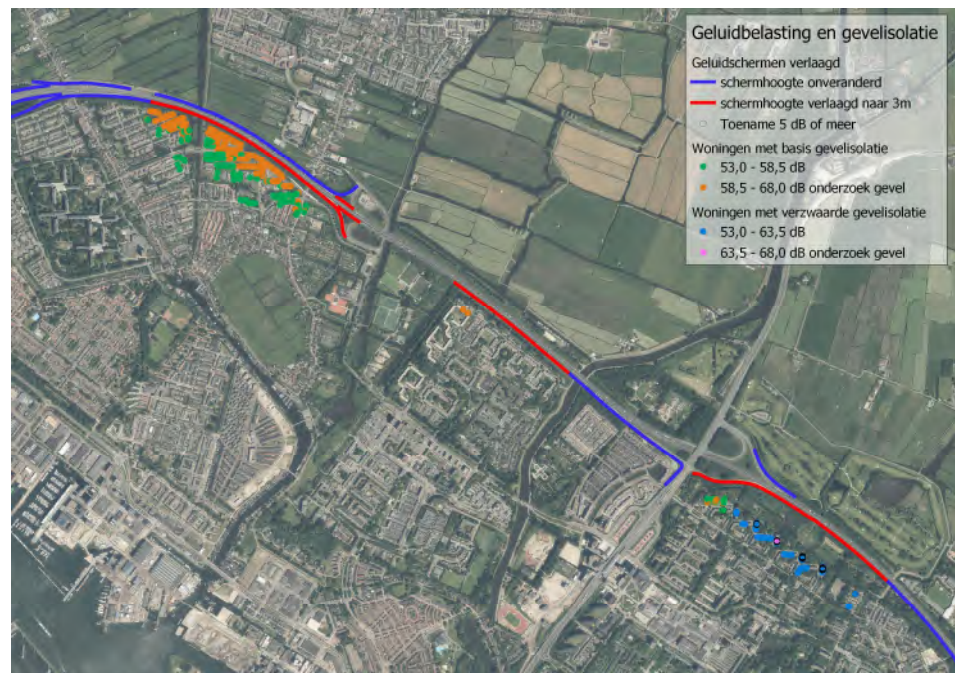 Geluidbelasting en gevelisolatie
Geluidschermen verlaagd
schermhoogte onveranderd
schermhoogte verlaagd naar 3m
Toename 5 dB of meer
Woningen met basis gevelisolatie
53,0 - 58,5 dB
58,5 - 68,0 dB onderzoek gevel
Woningen met verzwaarde gevelisolatie
53,0 - 63,5 dB
63,5 - 68,0 dB onderzoek gevel